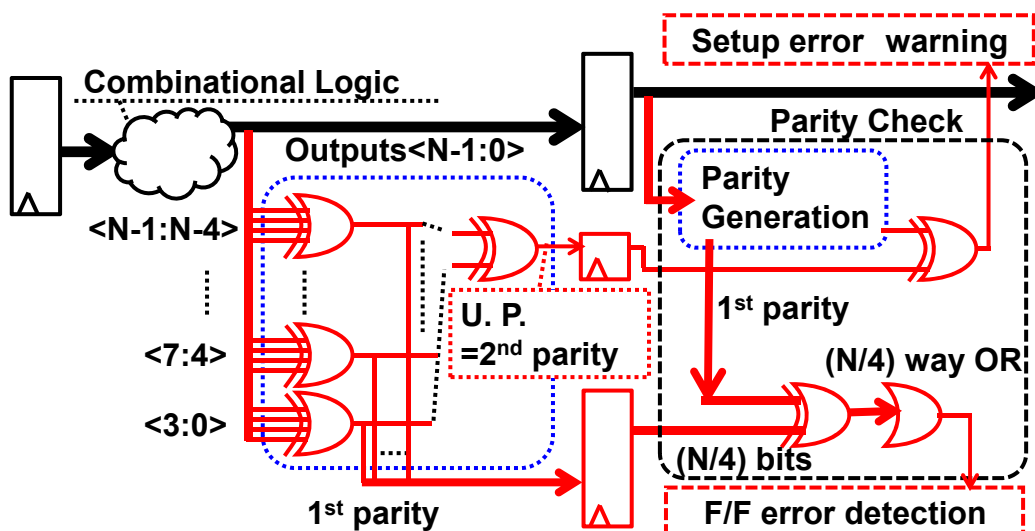 Setup error warning
Combinational Logic
Parity Check
Outputs<N-1:0>
Parity
Generation
<N-1:N-4>
U. P.
=2nd parity
1st parity
<7:4>
(N/4) way OR
<3:0>
(N/4) bits
1st parity
F/F error detection